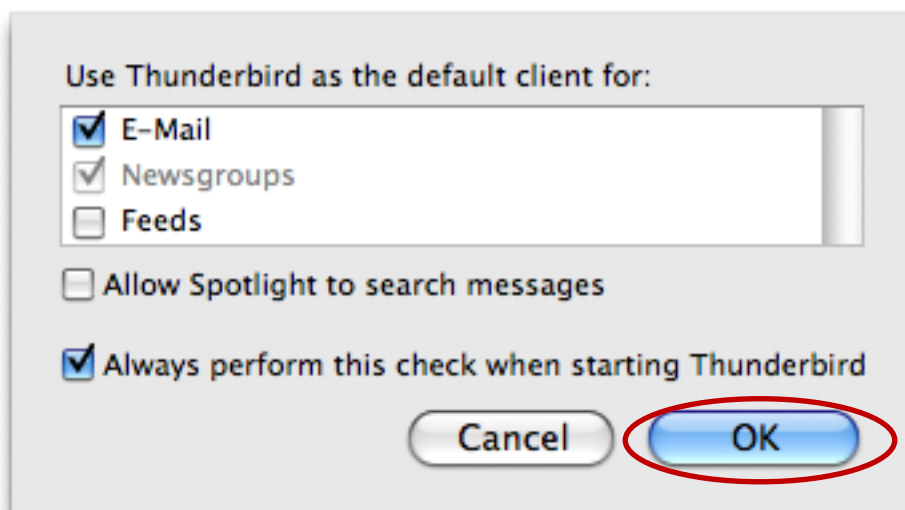 Use Thunderbird as the default client for:
E-Mail
Newsgroups
Feeds
Allow Spotlight to search messages
Always perform this check when starting Thunderbird
Cancel OK